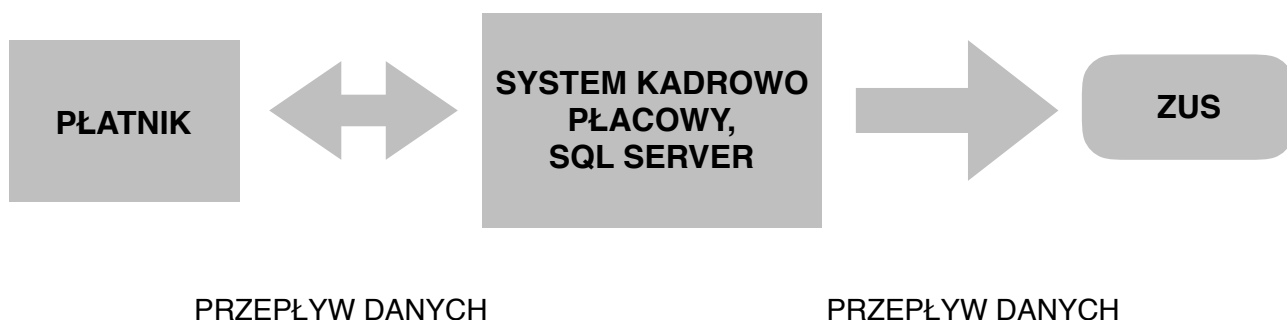 PŁATNIK
SYSTEM KADROWO
PŁACOWY,
SQL SERVER
ZUS
PRZEPŁYW DANYCH
PRZEPŁYW DANYCH